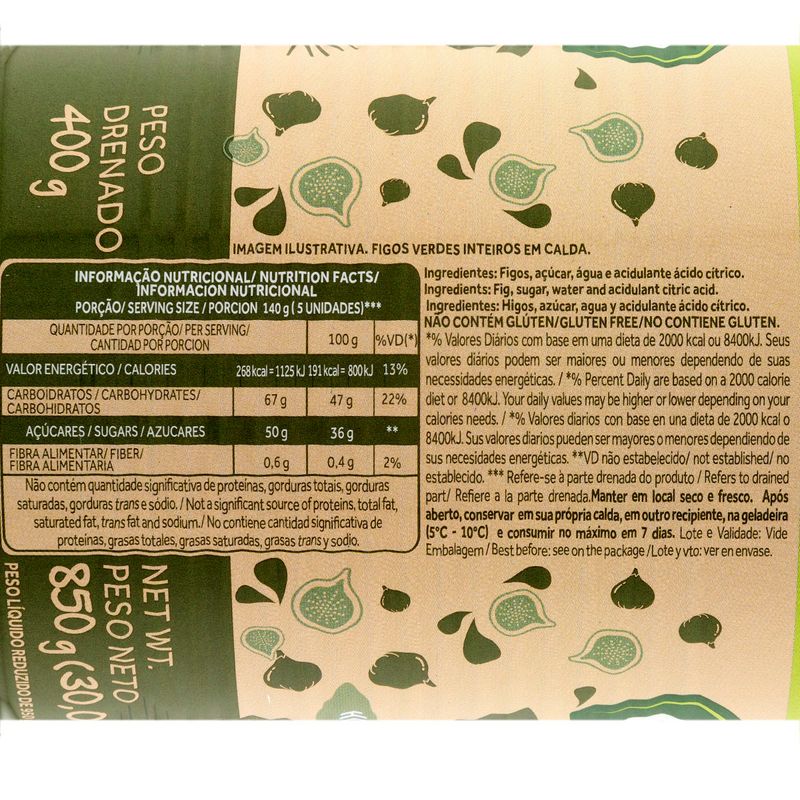 PESO
DRENADO
400 g
IMAGEM ILUSTRATIVA. FIGOS VERDES INTEIROS EM CALDA.
INFORMAÇÃO NUTRICIONAL/ NUTRITION FACTS/
INFORMACION NUTRICIONAL
PORÇÃO/ SERVING SIZE / PORCION 140 g ( 5 UNIDADES)***
QUANTIDADE POR PORÇÃO/ PER SERVING/
CANTIDAD POR PORCION
100 g %VD(*)
VALOR ENERGÉTICO / CALORIES 268 kcal = 1125 kJ 191 kcal = 800 kJ 13%
CARBOIDRATOS / CARBOHYDRATES/
CARBOHIDRATOS
67 g 47 g 22%
AÇÚCARES / SUGARS / AZUCARES 50 g 36 g **
FIBRA ALIMENTAR/ FIBER/
FIBRA ALIMENTARIA
0,6 g 0,4 g 2%
Não contém quantidade significativa de proteínas, gorduras totais, gorduras
saturadas, gorduras trans e sódio. / Not a significant source of proteins, total fat,
saturated fat, trans fat and sodium. / No contiene cantidad significativa de
proteinas, grasas totales, grasas saturadas, grasas trans y sodio.
Ingredientes: Figos, açúcar, água e acidulante ácido cítrico.
Ingredients: Fig, sugar, water and acidulant citric acid.
Ingredientes: Higos, azúcar, agua y acidulante ácido cítrico.
NÃO CONTÉM GLÚTEN/GLUTEN FREE/NO CONTIENE GLUTEN.
*% Valores Diários com base em uma dieta de 2000 kcal ou 8400kJ. Seus
valores diários podem ser maiores ou menores dependendo de suas
necessidades energéticas. / *% Percent Daily are based on a 2000 calorie
diet or 8400kJ. Your daily values may be higher or lower depending on your
calories needs. / *% Valores diarios con base en una dieta de 2000 kcal o
8400kJ. Sus valores diarios pueden ser mayores o menores dependiendo de
sus necesidades energéticas. **VD não estabelecido/ not established/ no
establecido. *** Refere-se à parte drenada do produto / Refers to drained
part/ Refiere a la parte drenada. Manter em local seco e fresco. Após
aberto, conservar em sua própria calda, em outro recipiente, na geladeira
(5°C - 10°C) e consumir no máximo em 7 dias. Lote e Validade: Vide
Embalagem / Best before: see on the package / Lote y vto: ver en envase.
NET WT.
PESO NETO
850 g (30,0
PESO LÍQUIDO REDUZIDO DE 950